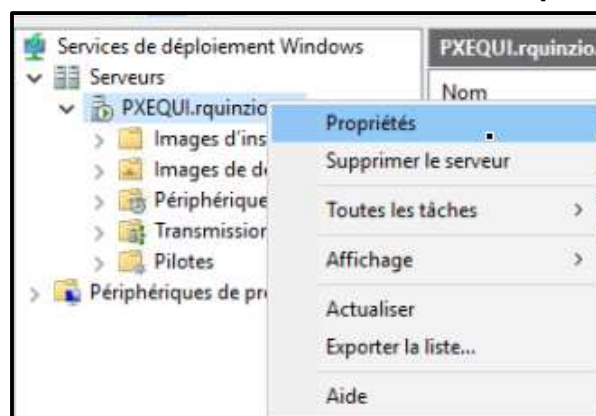 Services de déploiement Windows
Serveurs
PXEQUI.rquinzio
Images d'ins
Images de d
Périphérique
Transmission
Pilotes
Périphériques de pr
PXEQUI.rquinzio
Nom
Propriétés
Supprimer le serveur
Toutes les tâches
Affichage
Actualiser
Exporter la liste...
Aide